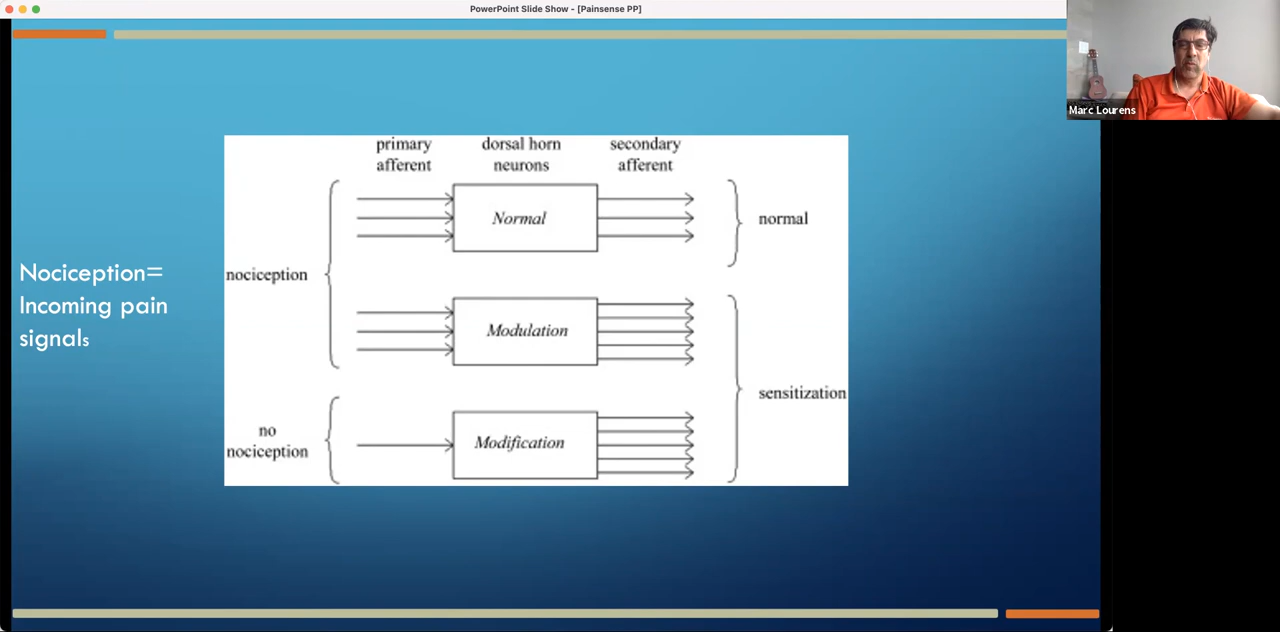 PowerPoint Slide Show - [Painsense PP]
Marc Lourens
primary
afferent
dorsal horn
neurons
secondary
afferent
Normal
normal
nociception
Nociception=
Incoming pain
signals
Modulation
sensitization
no
nociception
Modification